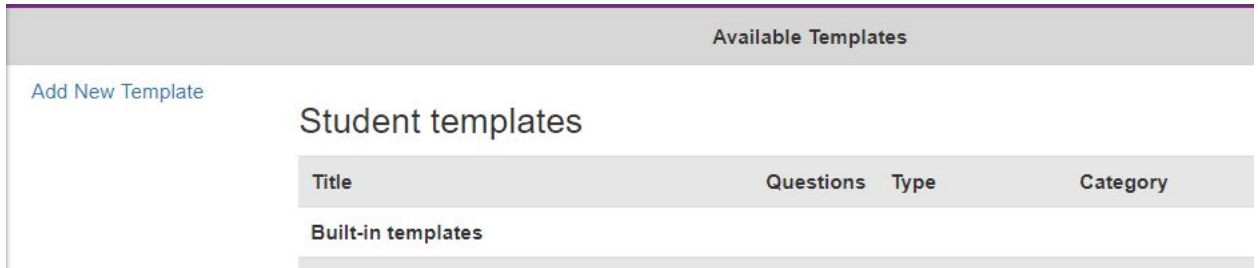 Available Templates
Add New Template
Student templates
Title Questions Type Category
Built-in templates